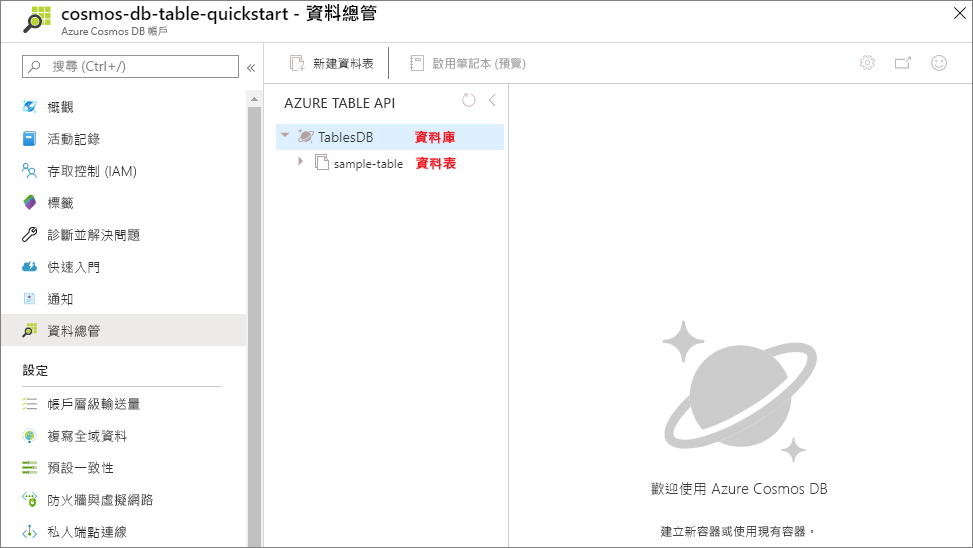 cosmos-db-table-quickstart - 資料總管
Azure Cosmos DB 帳戶
搜尋 (Ctrl+/)
«
概觀
活動記錄
存取控制 (IAM)
標籤
診斷並解決問題
快速入門
通知
資料總管
設定
帳戶層級輸送量
複寫全域資料
預設一致性
防火牆與虛擬網路
私人端點連線
新建資料表
啟用筆記本 (預覽)
AZURE TABLE API
TablesDB 資料庫
sample-table 資料表
歡迎使用 Azure Cosmos DB
建立新容器或使用現有容器。